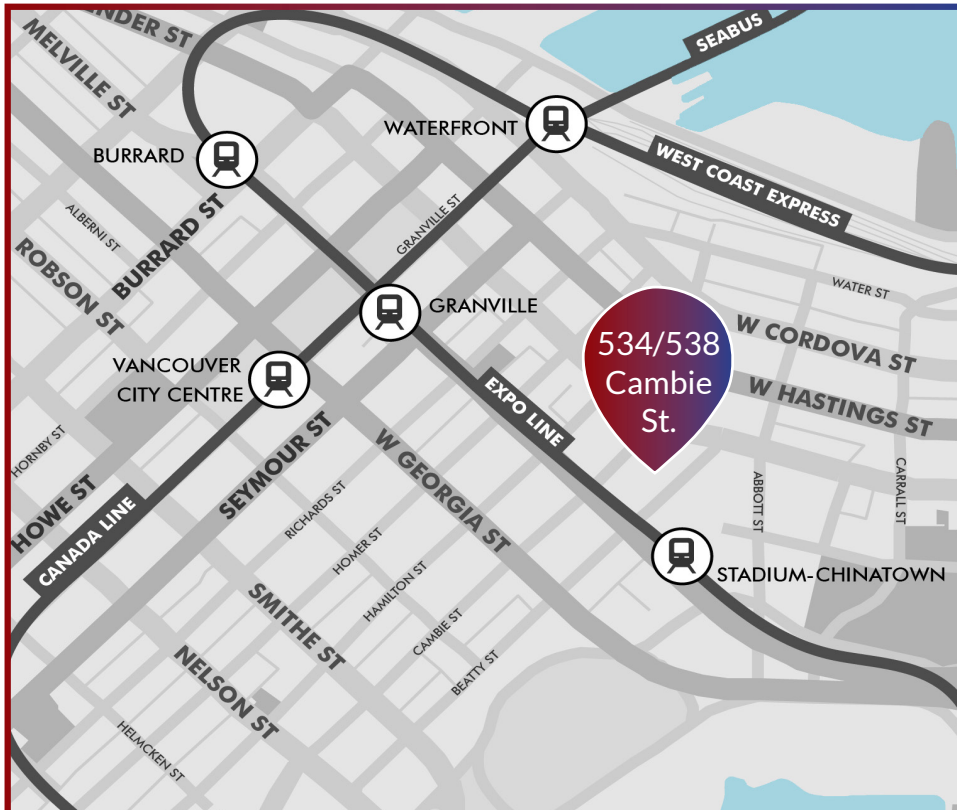 ENDER ST
MELVILLE ST
SEABUS
WATERFRONT
BURRARD
WEST COAST EXPRESS
ALBERNI ST
BURRARD ST
GRANVILLE ST
ROBSON ST
WATER ST
GRANVILLE
534/538
Cambie
St.
W CORDOVA ST
VANCOUVER
CITY CENTRE
EXPO LINE
W HASTINGS ST
HORNBY ST
HOWE ST
SEYMOUR ST
W GEORGIA ST
CANADA LINE
RICHARDS ST
ABBOTT ST
CARRALL ST
HOMER ST
STADIUM-CHINATOWN
HAMILTON ST
SMITHE ST
CAMBIE ST
BEATTY ST
NELSON ST
HELMCKEN ST